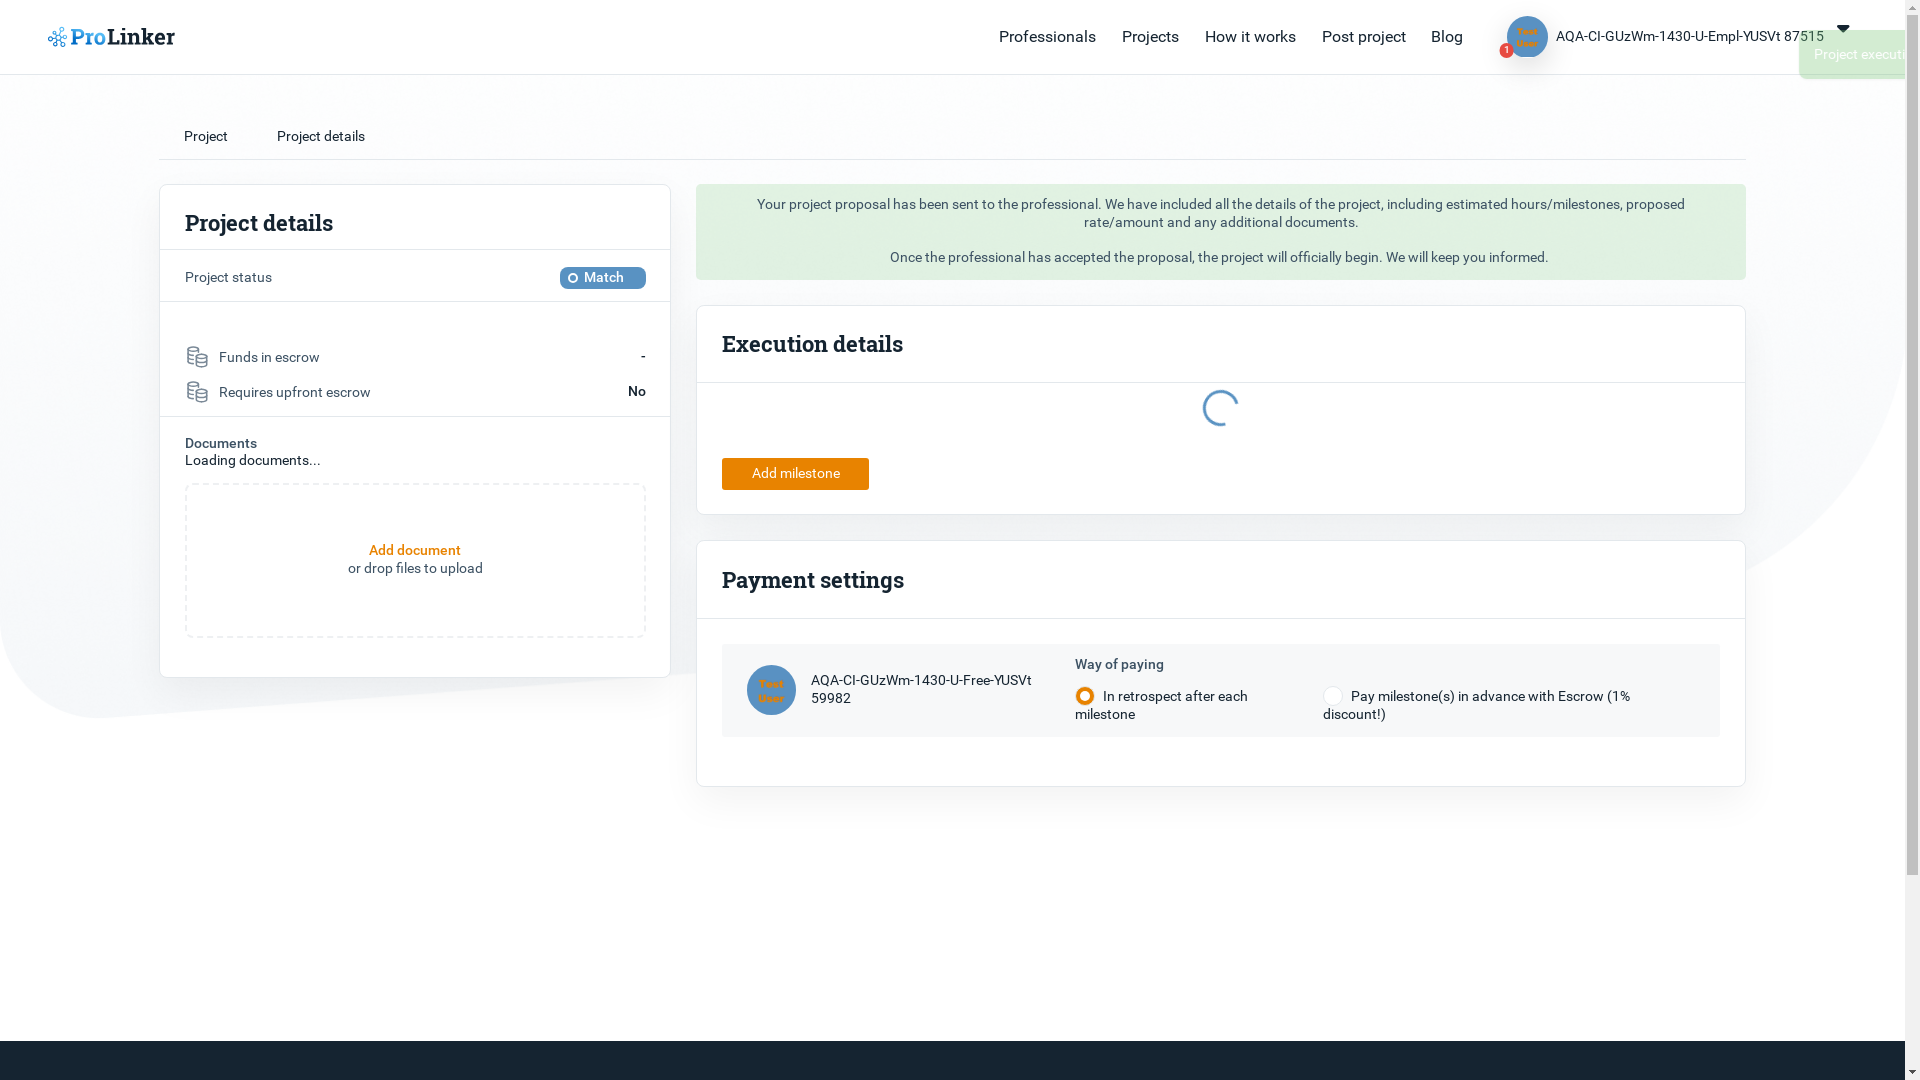 ProLinker
Professionals
Projects
How it works
Post project
Blog
Test
User
1
AQA-CI-GUzWm-1430-U-Empl-YUSVt 87515
Project executi
Project
Project details
Project details
Project status
Match
Funds in escrow
-
Requires upfront escrow
No
Documents
Loading documents...
Add document
or drop files to upload
Your project proposal has been sent to the professional. We have included all the details of the project, including estimated hours/milestones, proposed
rate/amount and any additional documents.
Once the professional has accepted the proposal, the project will officially begin. We will keep you informed.
Execution details
Add milestone
Payment settings
Test
User
AQA-CI-GUzWm-1430-U-Free-YUSVt
59982
Way of paying
In retrospect after each
milestone
Pay milestone(s) in advance with Escrow (1%
discount!)